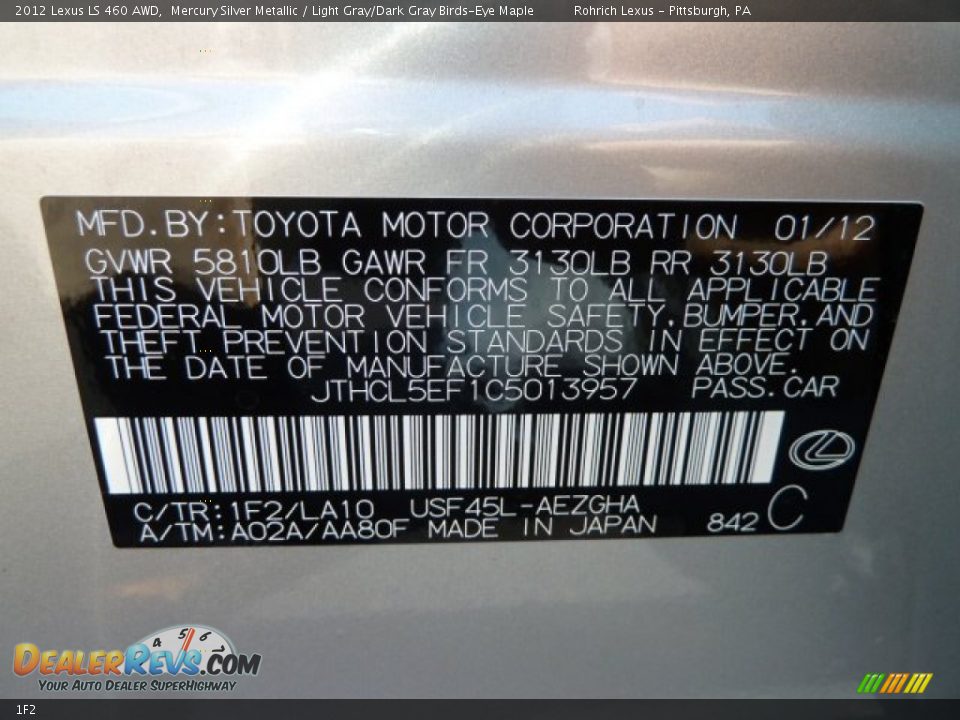 2012 Lexus LS 460 AWD,  Mercury Silver Metallic / Light Gray/Dark Gray Birds-Eye Maple    Rohrich Lexus - Pittsburgh, PA
MFD.BY:TOYOTA MOTOR CORPORATION 01/12
GVWR 5810LB GAWR FR 3130LB RR 3130LB
THIS VEHICLE CONFORMS TO ALL APPLICABLE
FEDERAL MOTOR VEHICLE SAFETY,BUMPER,AND
THEFT PREVENTION STANDARDS IN EFFECT ON
THE DATE OF MANUFACTURE SHOWN ABOVE.
JTHCL5EF1C5013957 PASS.CAR
C/TR:1F2/LA10 USF45L-AEZGHA
A/TM:A02A/AA80F MADE IN JAPAN 842 C
4 5 6 7
DEALERREVS.COM
YOUR AUTO DEALER SUPERHIGHWAY
1F2